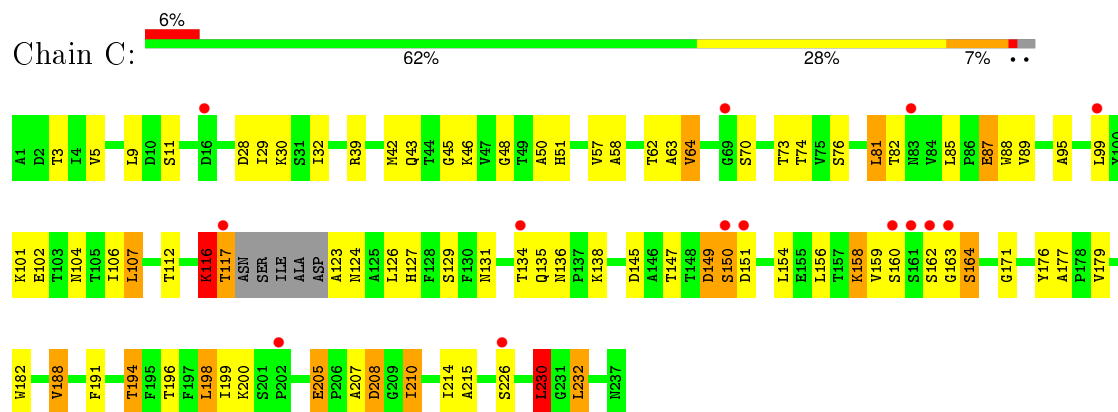 6%
Chain C:
62% 28% 7% • •
A1 D2 T3 I4 V5 L9 D10 S11 D16 D28 I29 K30 S31 I32 R39 M42 Q43 T44 G45 K46 V47 G48 T49 A50 H51 V57 A58 T62 A63 V64 G69 S70 T73 T74 V75 S76 L81 T82 N83 V84 L85 P86 E87 W88 V89 A95 L99 Y100
K101 E102 T103 N104 T105 I106 L107 T112 K116 T117 ASN SER ILE ALA ASP A123 N124 A125 L126 H127 F128 S129 F130 N131 T134 Q135 N136 P137 K138 D145 A146 T147 T148 D149 S150 D151 L154 E155 L156 T157 K158 V159 S160 S161 S162 G163 S164 G171 Y176 A177 P178 V179
W182 V188 F191 T194 F195 T196 F197 L198 I199 K200 S201 P202 E205 P206 A207 D208 G209 I210 I214 A215 S226 L230 G231 L232 N237